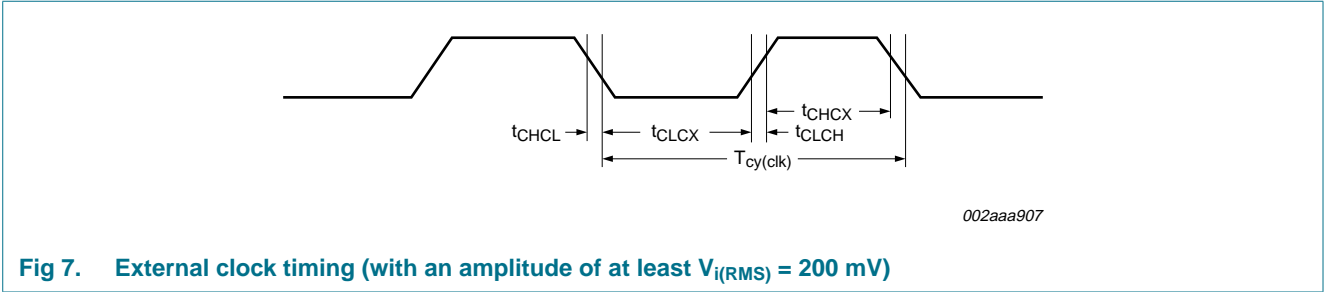 tCHCX
tCHCL tCLCX tCLCH
Tcy(clk)
002aaa907
Fig 7. External clock timing (with an amplitude of at least Vi(RMS) = 200 mV)